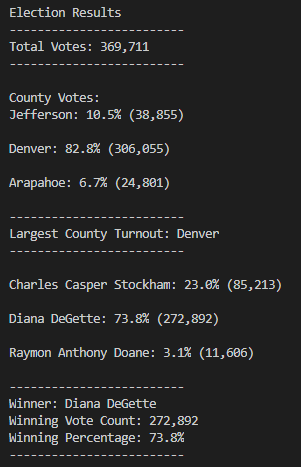 Election Results
-------------------------
Total Votes: 369,711
-------------------------
County Votes:
Jefferson: 10.5% (38,855)
Denver: 82.8% (306,055)
Arapahoe: 6.7% (24,801)
-------------------------
Largest County Turnout: Denver
-------------------------
Charles Casper Stockham: 23.0% (85,213)
Diana DeGette: 73.8% (272,892)
Raymon Anthony Doane: 3.1% (11,606)
-------------------------
Winner: Diana DeGette
Winning Vote Count: 272,892
Winning Percentage: 73.8%
-------------------------